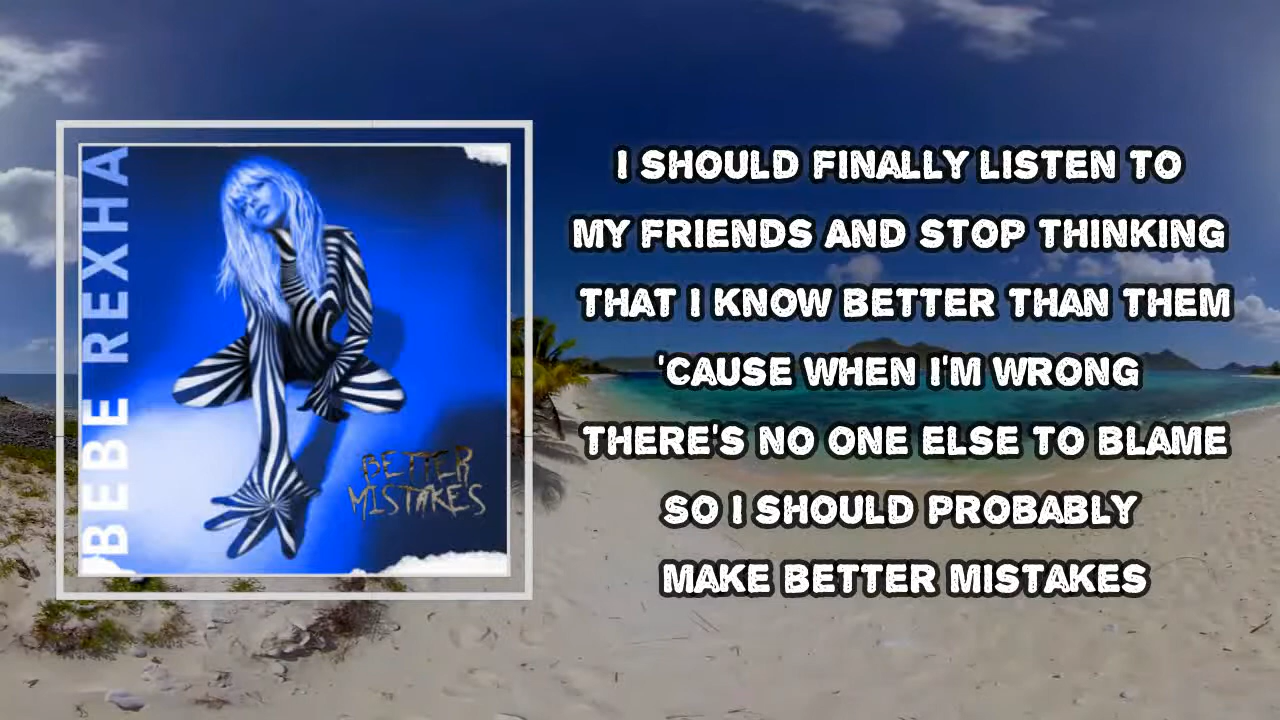 BEBE REXHA
BETTER
MISTAKES
I SHOULD FINALLY LISTEN TO
MY FRIENDS AND STOP THINKING
THAT I KNOW BETTER THAN THEM
'CAUSE WHEN I'M WRONG
THERE'S NO ONE ELSE TO BLAME
SO I SHOULD PROBABLY
MAKE BETTER MISTAKES